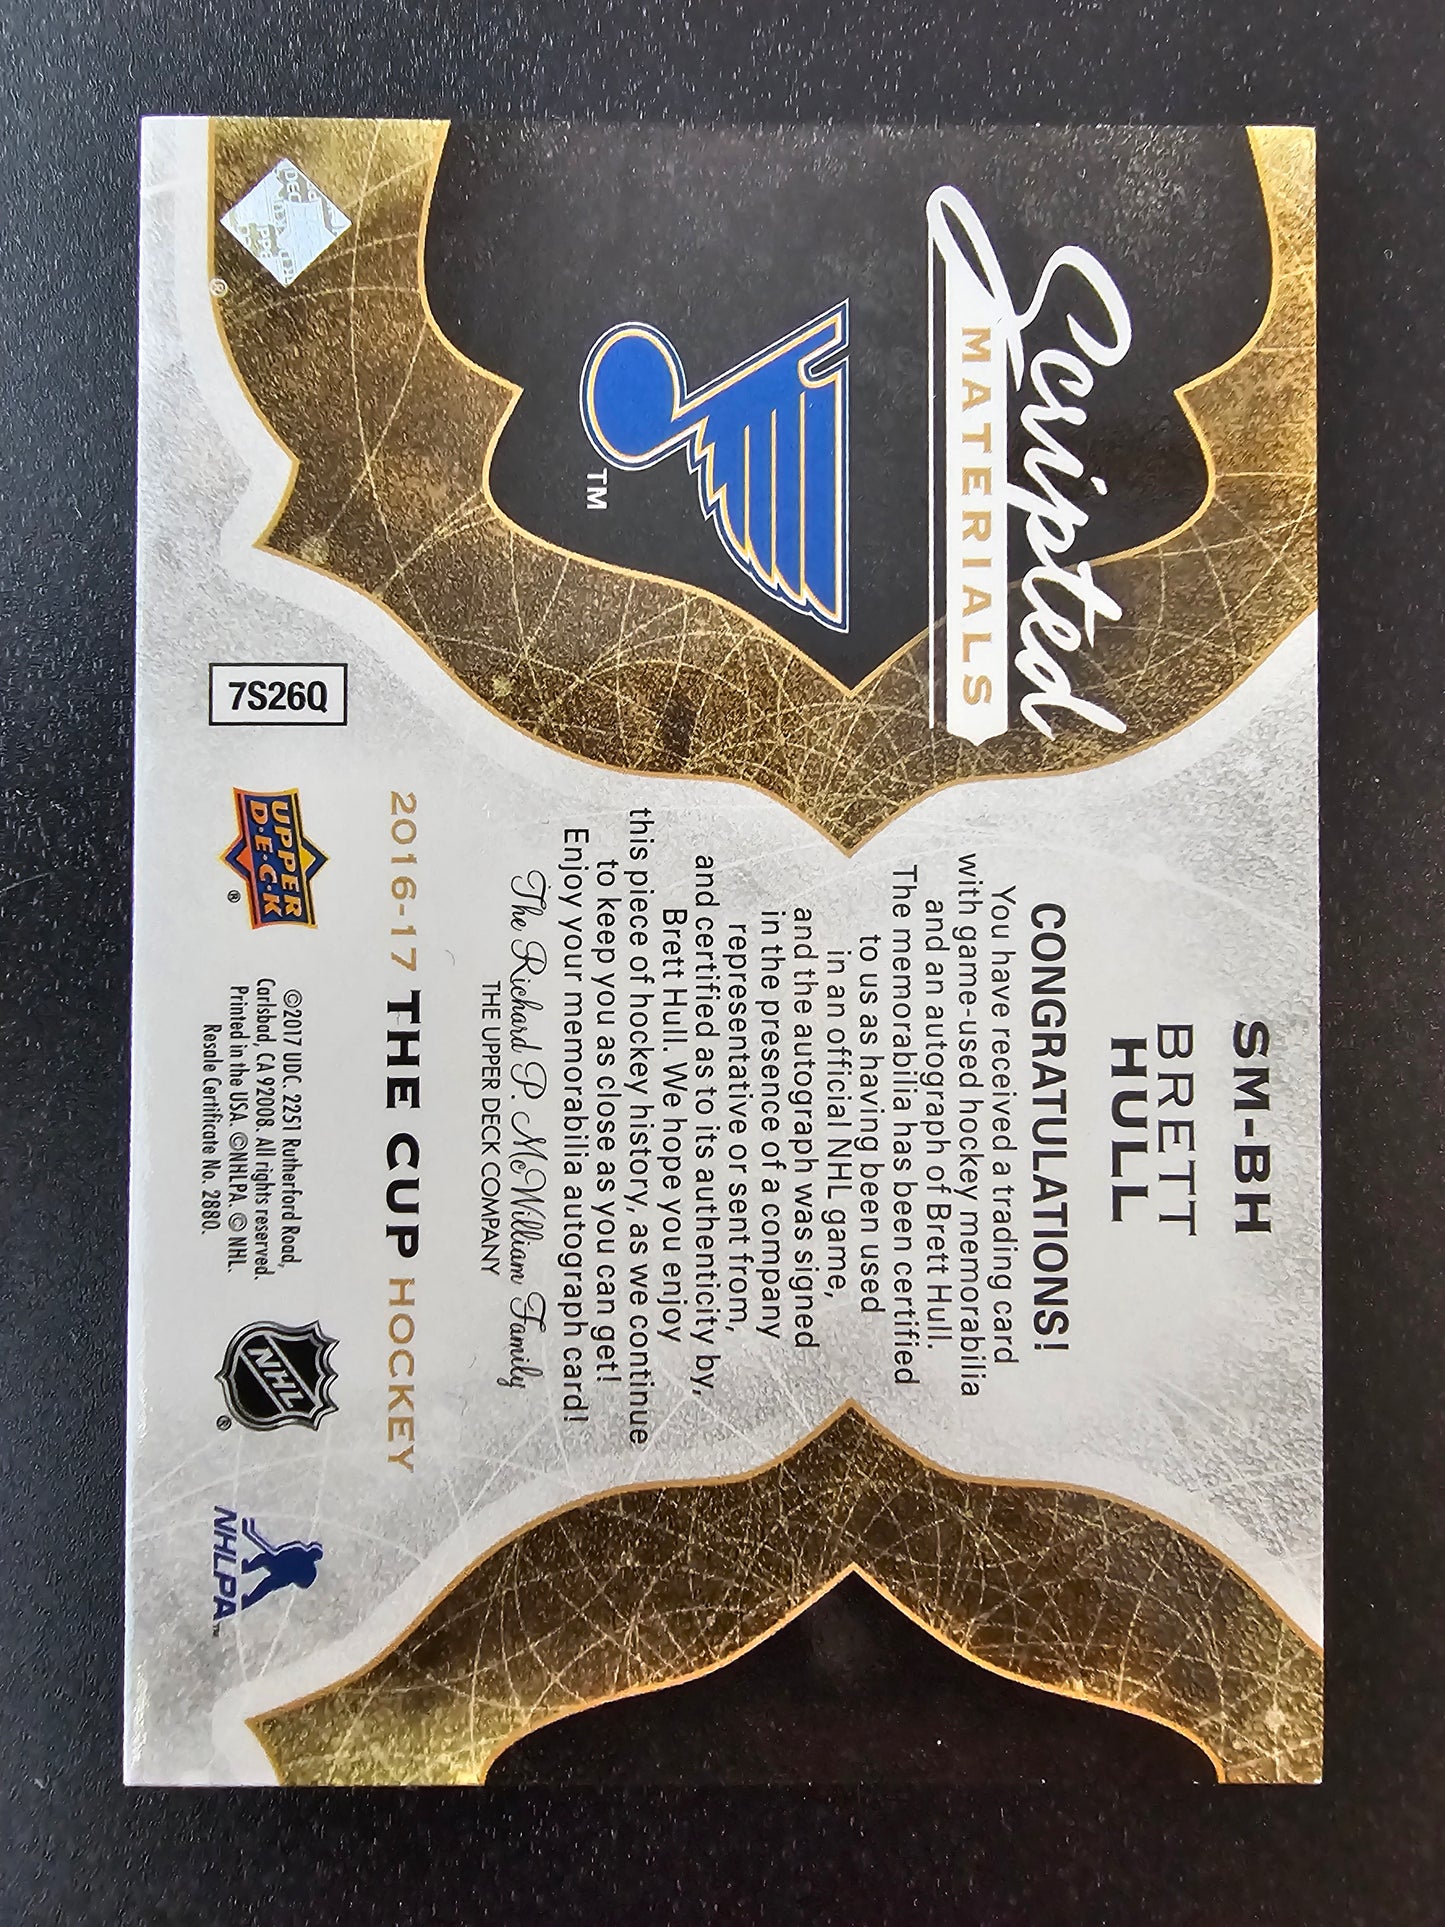 Scripted
MATERIALS
TM
SM-BH
BRETT
HULL
CONGRATULATIONS!
You have received a trading card
with game-used hockey memorabilia
and an autograph of Brett Hull.
The memorabilia has been certified
to us as having been used
in an official NHL game,
and the autograph was signed
in the presence of a company
representative or sent from,
and certified as to its authenticity by,
Brett Hull. We hope you enjoy
this piece of hockey history, as we continue
to keep you as close as you can get!
Enjoy your memorabilia autograph card!
The Richard P. McWilliam Family
THE UPPER DECK COMPANY
2016-17 THE CUP HOCKEY
®
7S26Q
UPPER
D·E·C·K
®
©2017 UDC. 2251 Rutherford Road,
Carlsbad, CA 92008. All rights reserved.
Printed in the USA. ©NHLPA. © NHL.
Resale Certificate No. 2880.
NHL
®
NHLPA™